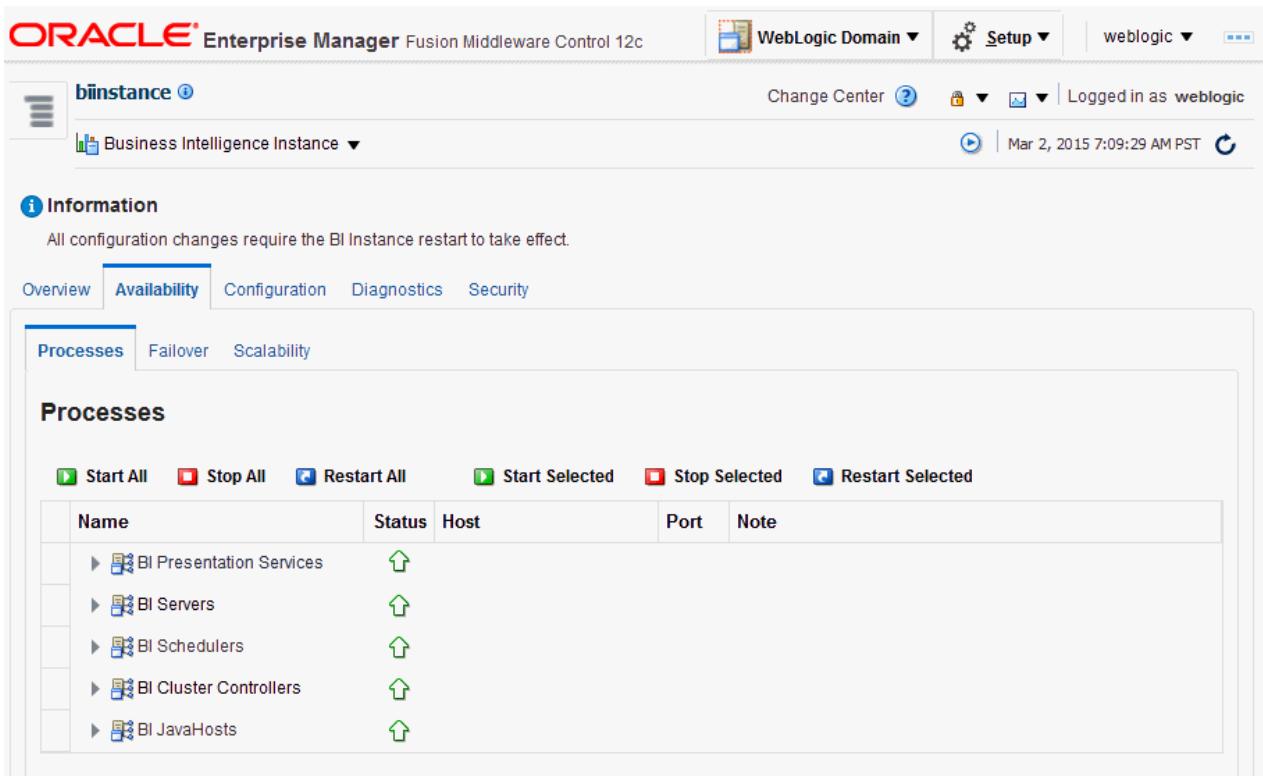 ORACLE Enterprise Manager Fusion Middleware Control 12c WebLogic Domain ▼ Setup ▼ weblogic ▼
biinstance
Change Center Logged in as weblogic
Business Intelligence Instance ▼ Mar 2, 2015 7:09:29 AM PST
Information
All configuration changes require the BI Instance restart to take effect.
Overview Availability Configuration Diagnostics Security
Processes Failover Scalability
Processes
Start All Stop All Restart All Start Selected Stop Selected Restart Selected
Name Status Host Port Note
BI Presentation Services
BI Servers
BI Schedulers
BI Cluster Controllers
BI JavaHosts